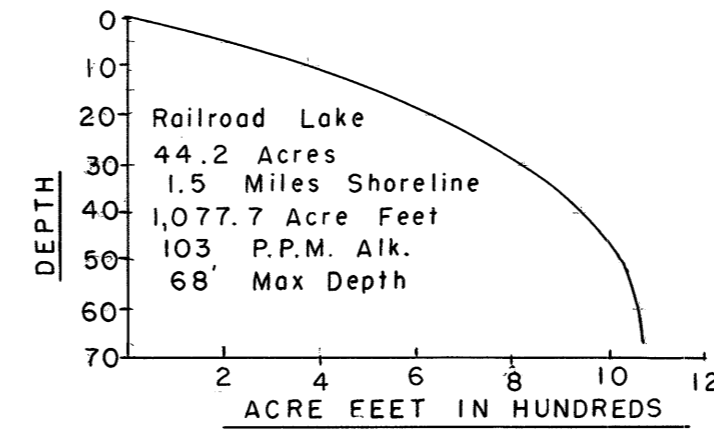 0
10
20
30
40
50
60
70
DEPTH
Railroad Lake
44.2 Acres
1.5 Miles Shoreline
1,077.7 Acre Feet
103 P.P.M. Alk.
68' Max Depth
2 4 6 8 10 12
ACRE FEET IN HUNDREDS